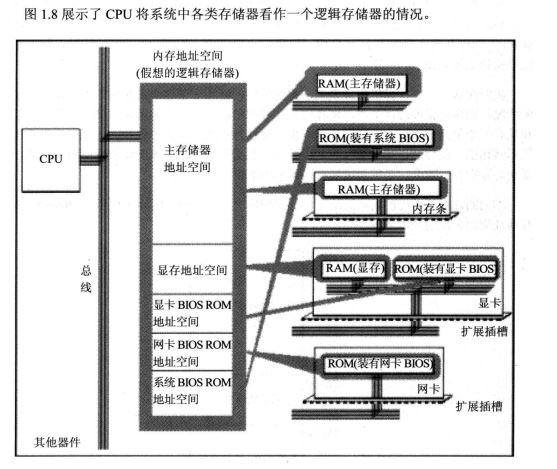 图 1.8 展示了 CPU 将系统中各类存储器看作一个逻辑存储器的情况。
内存地址空间
(假想的逻辑存储器)
RAM(主存储器)
ROM(装有系统 BIOS)
CPU
主存储器
地址空间
RAM(主存储器)
内存条
总
线
显存地址空间
RAM(显存)
ROM(装有显卡 BIOS)
显卡
显卡 BIOS ROM
地址空间
扩展插槽
网卡 BIOS ROM
地址空间
ROM(装有网卡 BIOS)
网卡
系统 BIOS ROM
地址空间
扩展插槽
其他器件